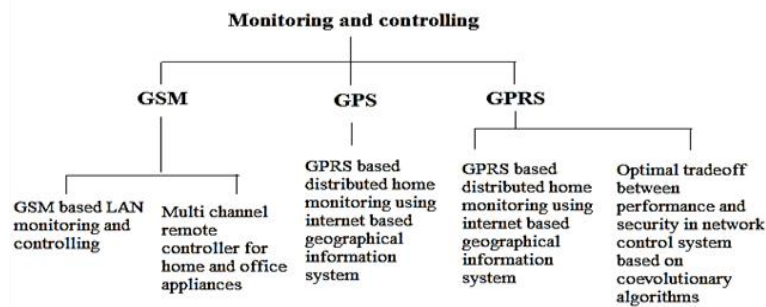 Monitoring and controlling
GSM
GPS
GPRS
GSM based LAN
monitoring and
controlling
Multi channel
remote
controller for
home and office
appliances
GPRS based
distributed home
monitoring using
internet based
geographical
information
system
GPRS based
distributed home
monitoring using
internet based
geographical
information
system
Optimal tradeoff
between
performance and
security in network
control system
based on
coevolutionary
algorithms